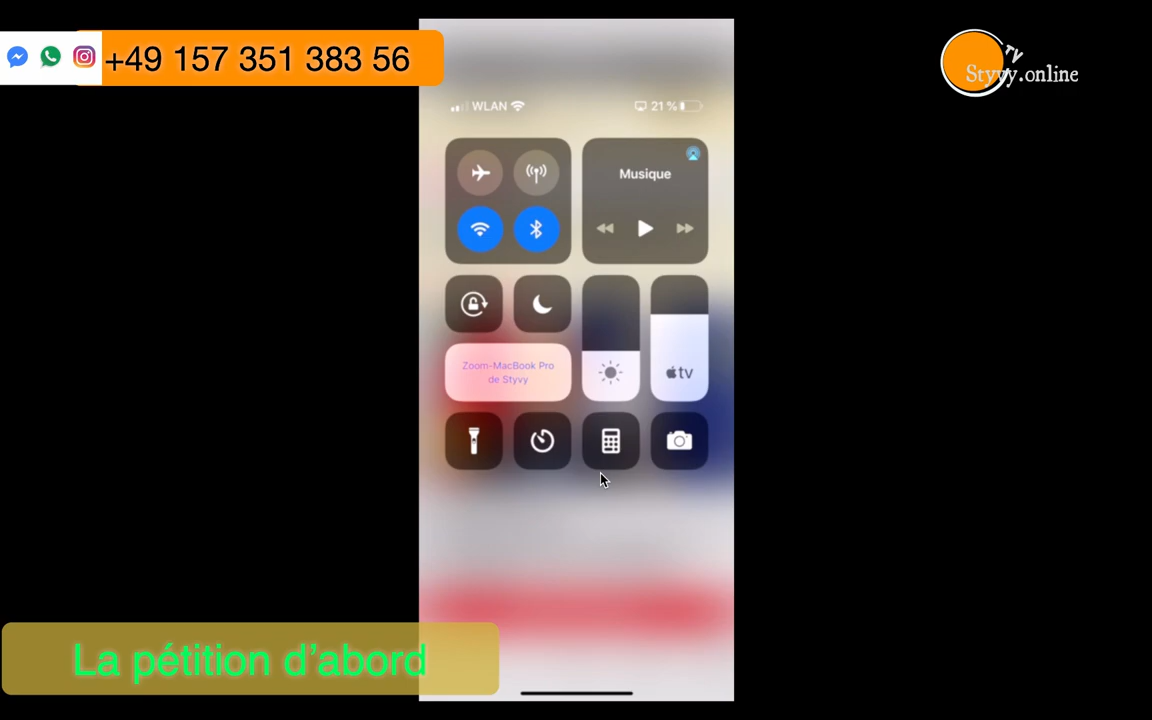 +49 157 351 383 56
TV
Styvy.online
WLAN
21 %
Musique
Zoom-MacBook Pro
de Styvy
tv
La pétition d’abord